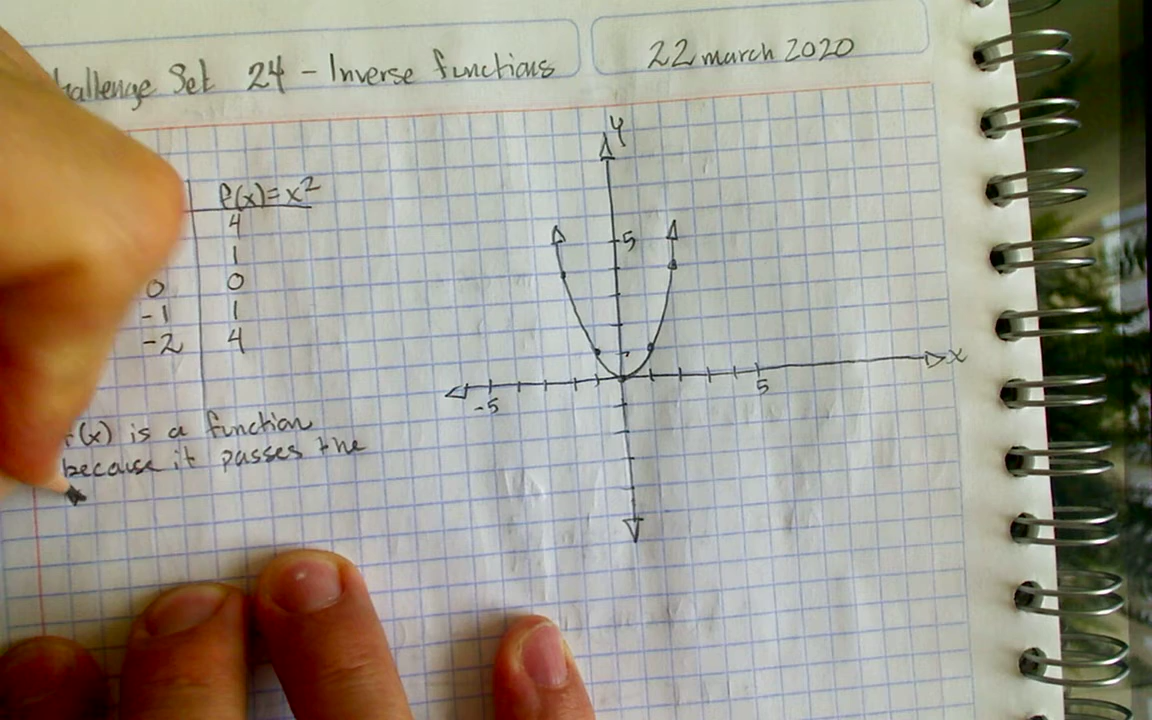 allenge Set 24 - Inverse functions
22 march 2020
f(x)=x²
4
1
0 0
-1 1
-2 4
Y
5
x
-5 5
(x) is a function
because it passes the